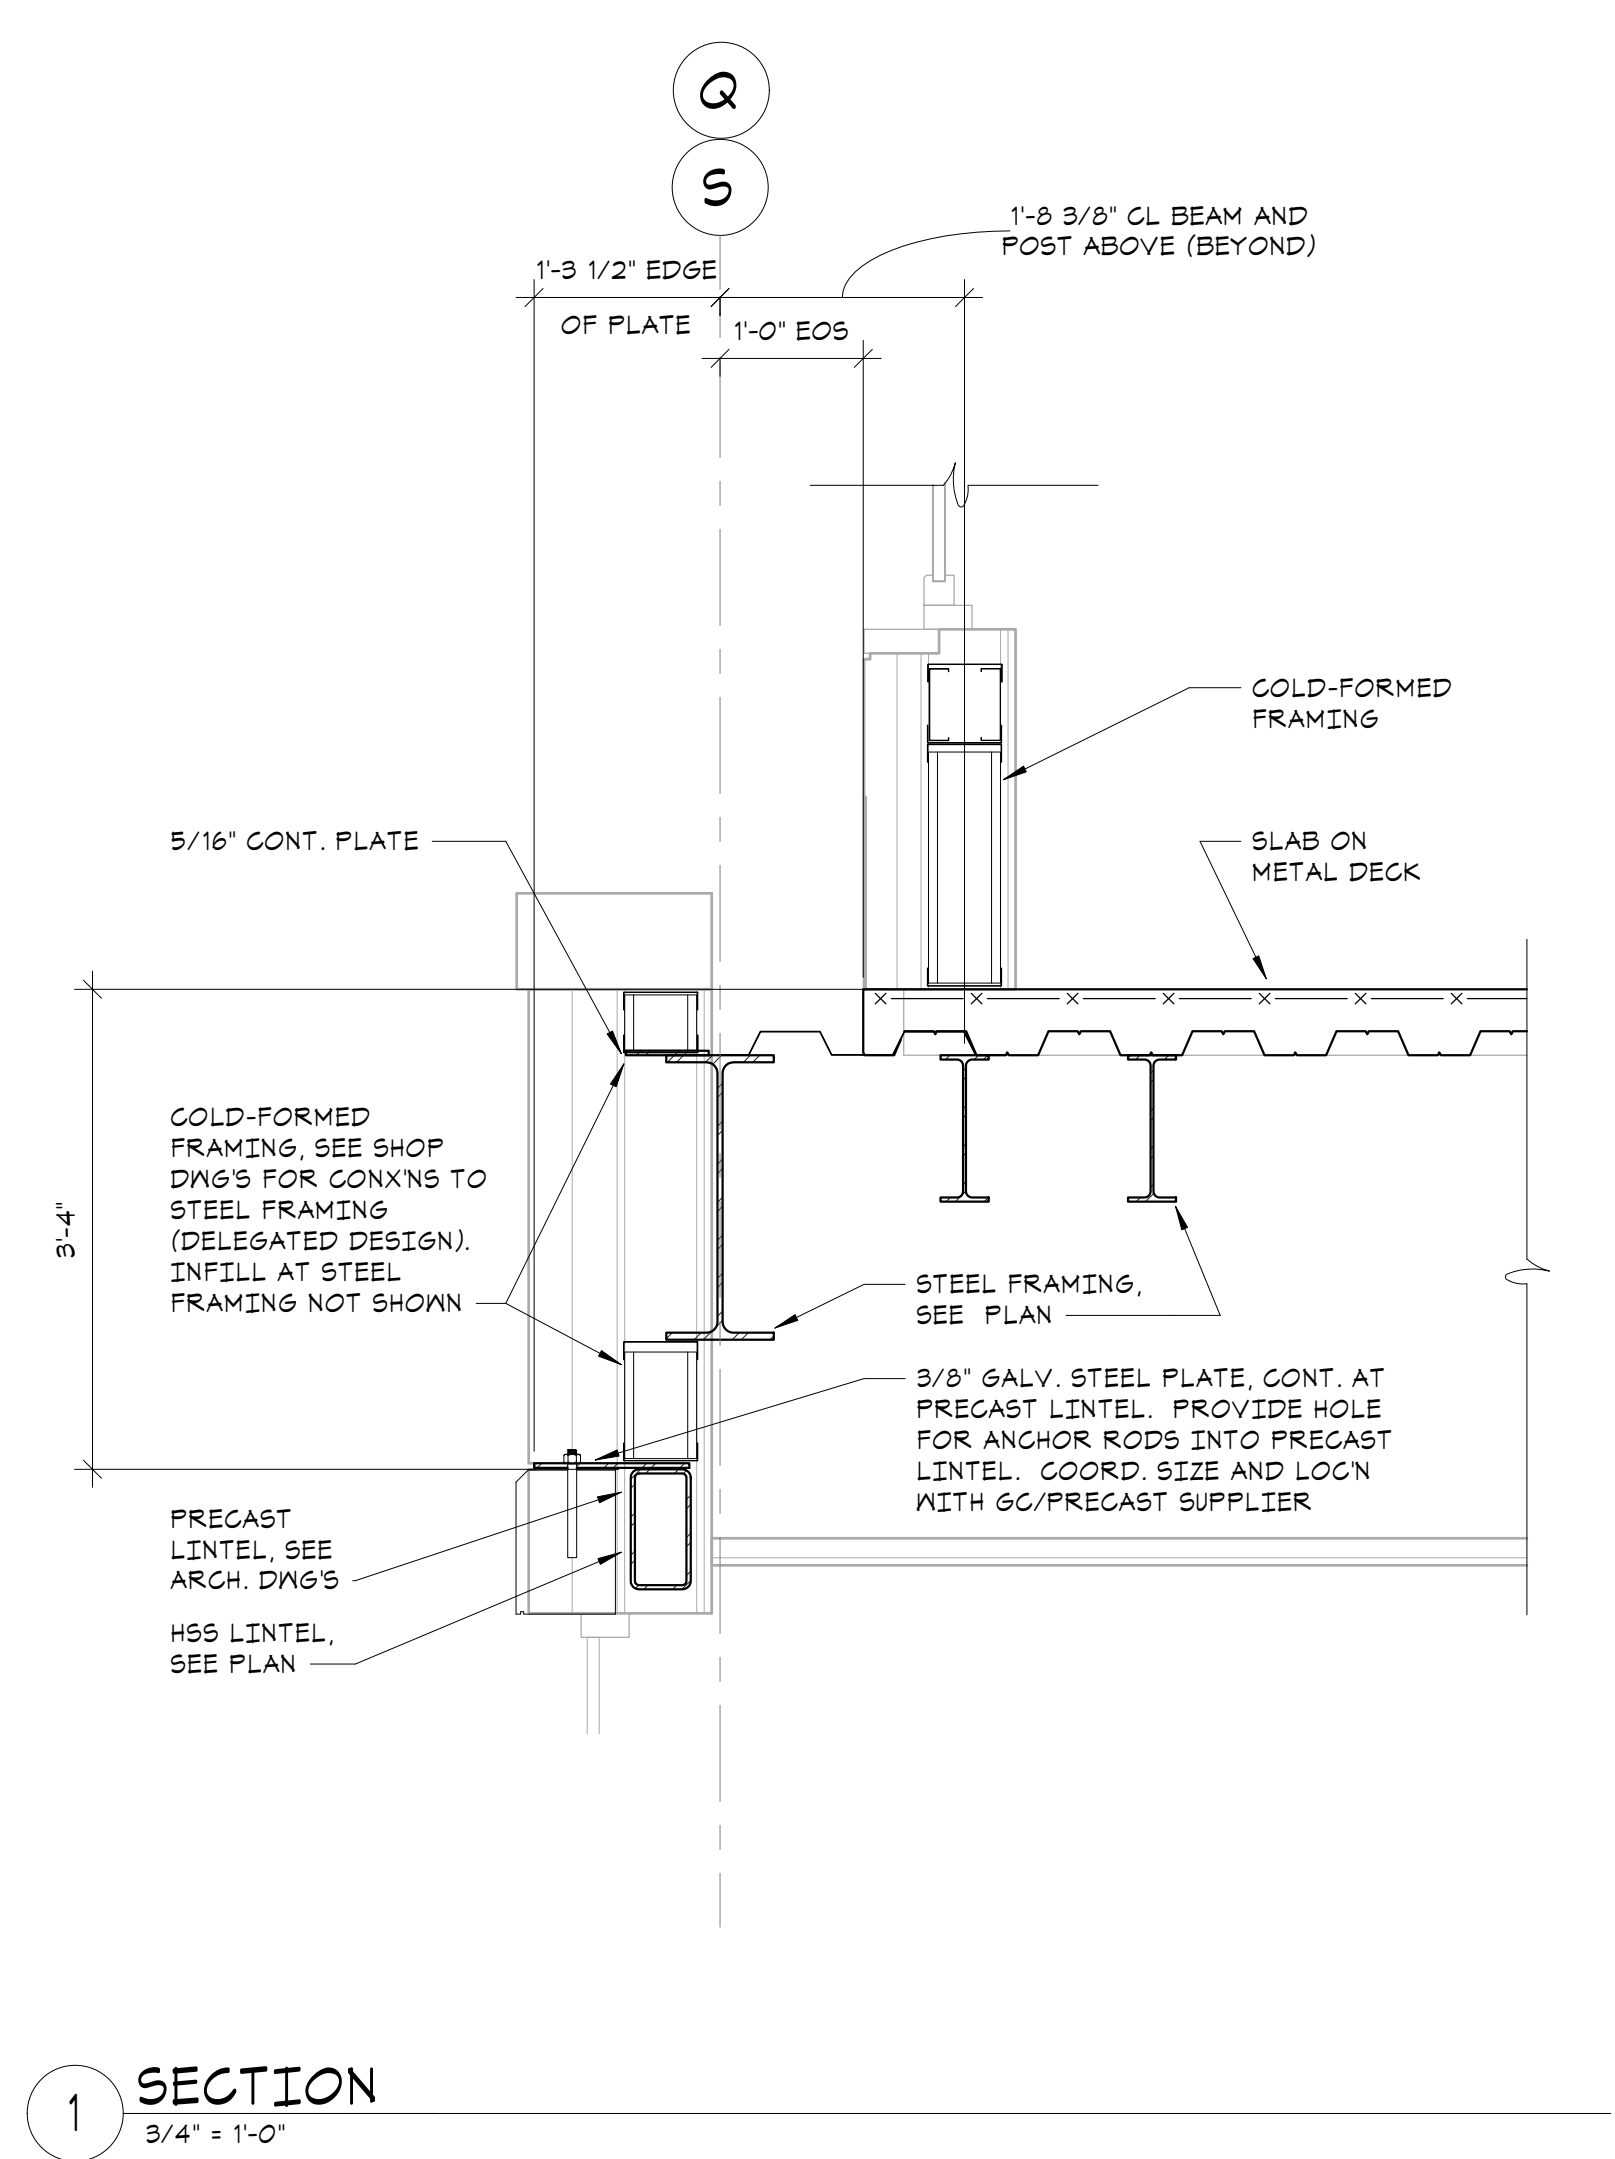 Q
S
1'-8 3/8" CL BEAM AND
POST ABOVE (BEYOND)
1'-3 1/2" EDGE
OF PLATE
1'-0" EOS
COLD-FORMED
FRAMING
5/16" CONT. PLATE
SLAB ON
METAL DECK
COLD-FORMED
FRAMING, SEE SHOP
DWG'S FOR CONX'NS TO
STEEL FRAMING
(DELEGATED DESIGN).
INFILL AT STEEL
FRAMING NOT SHOWN
3'-4"
STEEL FRAMING,
SEE PLAN
3/8" GALV. STEEL PLATE, CONT. AT
PRECAST LINTEL. PROVIDE HOLE
FOR ANCHOR RODS INTO PRECAST
LINTEL. COORD. SIZE AND LOC'N
WITH GC/PRECAST SUPPLIER
PRECAST
LINTEL, SEE
ARCH. DWG'S
HSS LINTEL,
SEE PLAN
1
SECTION
3/4" = 1'-0"